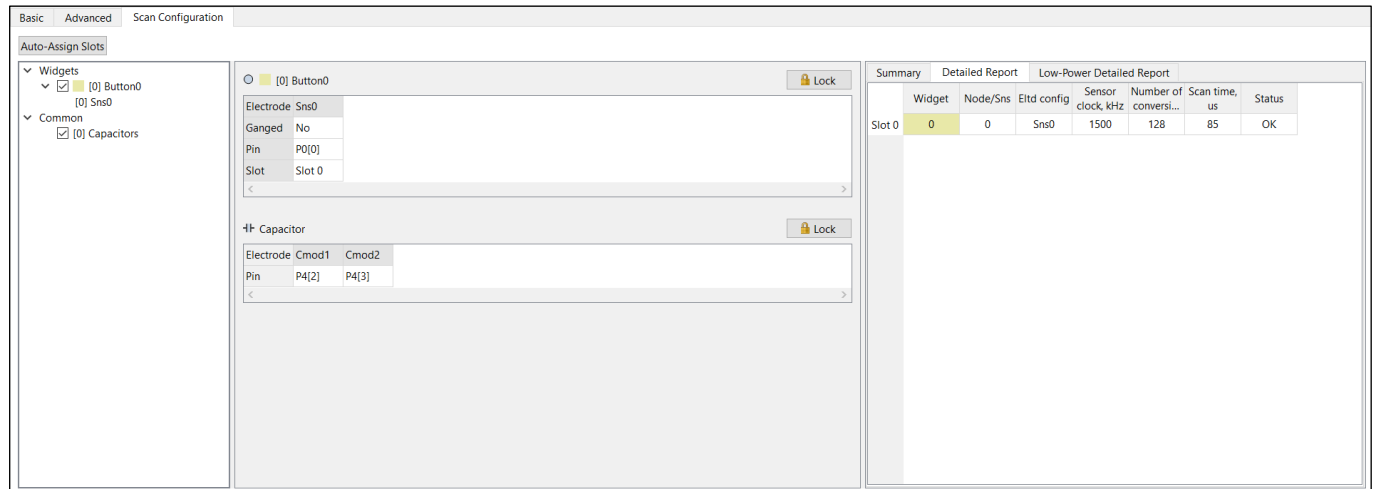 Basic Advanced Scan Configuration
Auto-Assign Slots
Widgets
[0] Button0
[0] Sns0
Common
[0] Capacitors
[0] Button0
Lock
Electrode Sns0
Ganged No
Pin P0[0]
Slot Slot 0
Capacitor
Lock
Electrode Cmod1 Cmod2
Pin P4[2] P4[3]
Summary Detailed Report Low-Power Detailed Report
Widget Node/Sns Eltd config Sensor clock, kHz Number of conversi... Scan time, us Status
Slot 0 0 0 Sns0 1500 128 85 OK